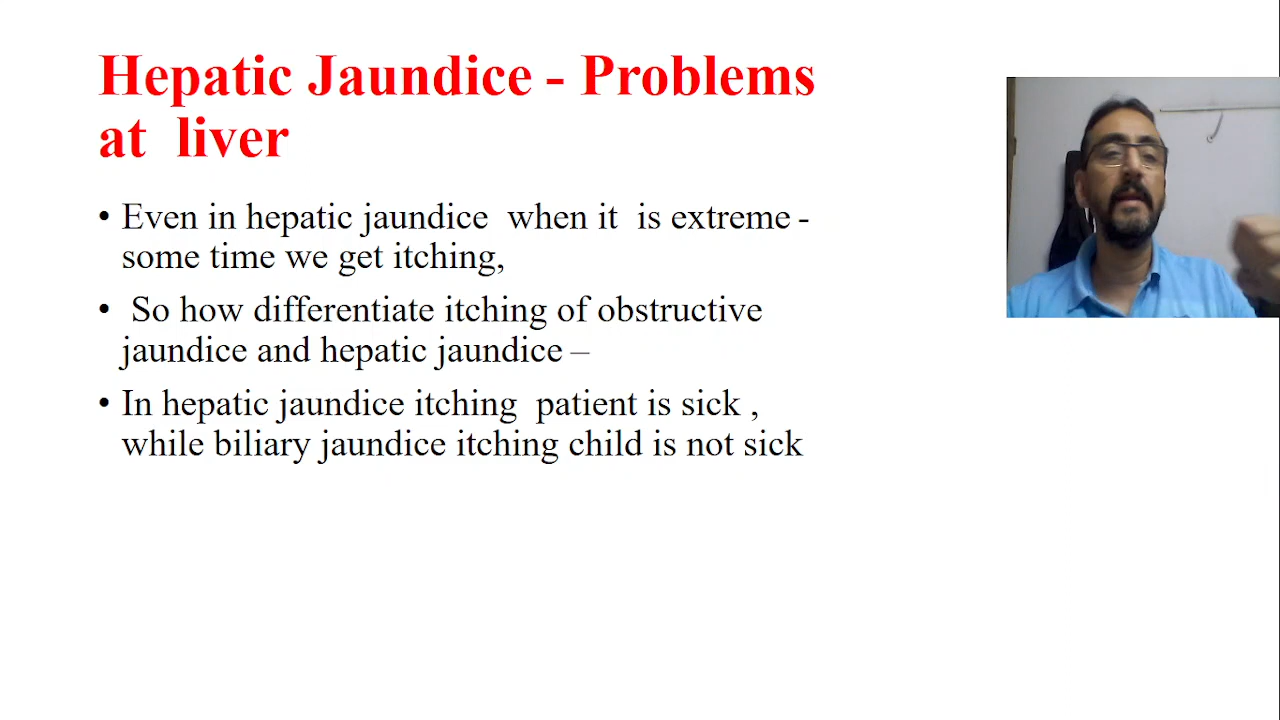 Hepatic Jaundice - Problems
at liver
• Even in hepatic jaundice when it is extreme -
some time we get itching,
• So how differentiate itching of obstructive
jaundice and hepatic jaundice –
• In hepatic jaundice itching patient is sick ,
while biliary jaundice itching child is not sick